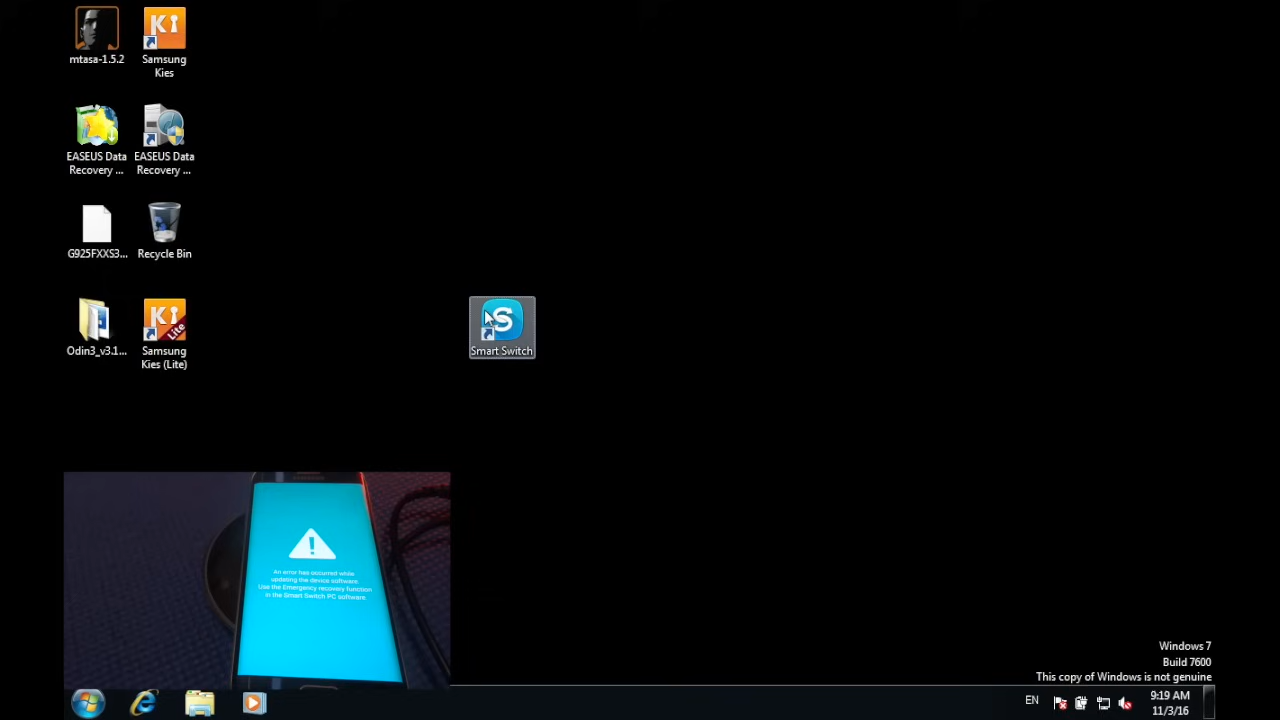 mtasa-1.5.2
Samsung
Kies
EASEUS Data
Recovery ...
EASEUS Data
Recovery ...
G925FXXS3...
Recycle Bin
Odin3_v3.1...
Samsung
Kies (Lite)
Lite
Smart Switch
An error has occurred while
updating the device software.
Use the Emergency recovery function
in the Smart Switch PC software.
Windows 7
Build 7600
This copy of Windows is not genuine
EN
9:19 AM
11/3/16